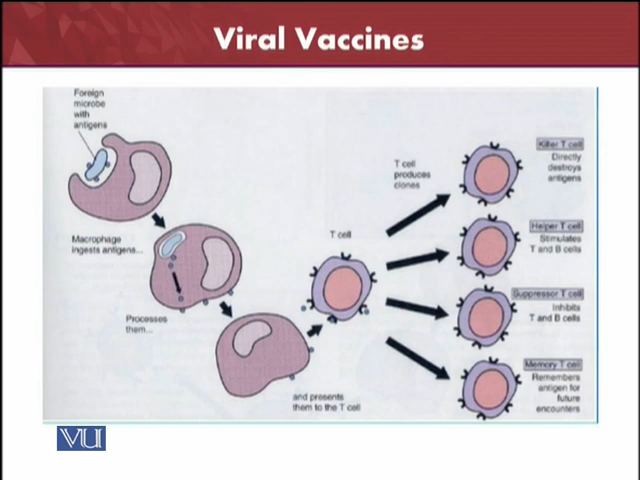 Viral Vaccines
Foreign
microbe
with
antigens
Macrophage
ingests antigens...
Processes
them...
and presents
them to the T cell
T cell
T cell
produces
clones
Killer T cell
Directly
destroys
antigens
Helper T cell
Stimulates
T and B cells
Suppressor T cell
Inhibits
T and B cells
Memory T cell
Remembers
antigen for
future
encounters
VU